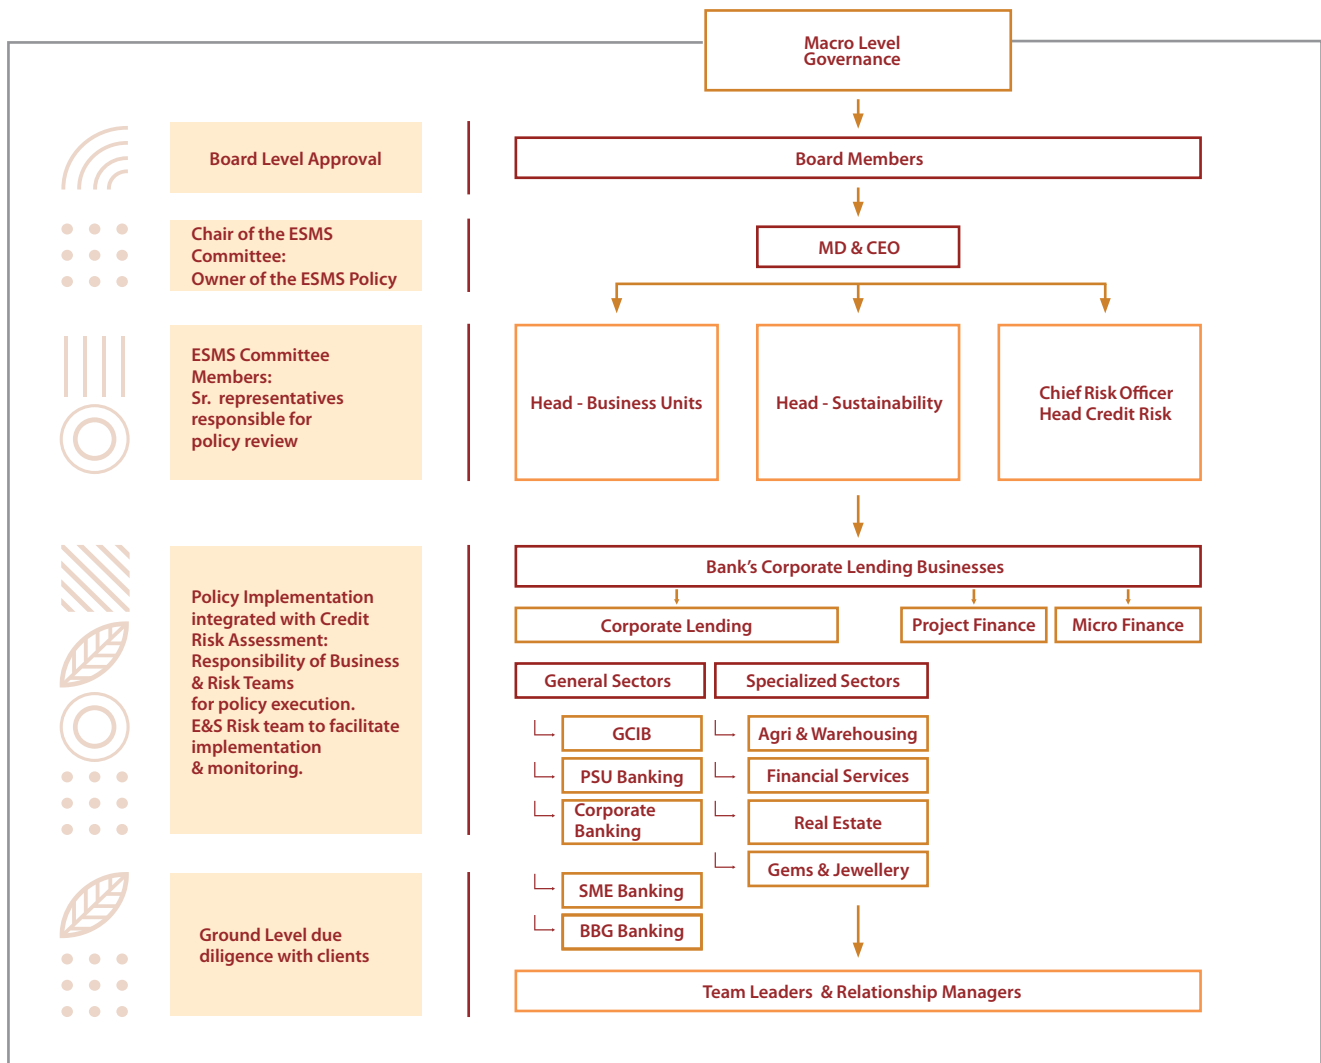 Macro Level
Governance
Board Level Approval
Board Members
Chair of the ESMS
Committee:
Owner of the ESMS Policy
MD & CEO
ESMS Committee
Members:
Sr. representatives
responsible for
policy review
Head - Business Units
Head - Sustainability
Chief Risk Officer
Head Credit Risk
Policy Implementation
integrated with Credit
Risk Assessment:
Responsibility of Business
& Risk Teams
for policy execution.
E&S Risk team to facilitate
implementation
& monitoring.
Bank's Corporate Lending Businesses
Corporate Lending
Project Finance
Micro Finance
General Sectors
Specialized Sectors
GCIB
PSU Banking
Corporate
Banking
SME Banking
BBG Banking
Agri & Warehousing
Financial Services
Real Estate
Gems & Jewellery
Ground Level due
diligence with clients
Team Leaders & Relationship Managers